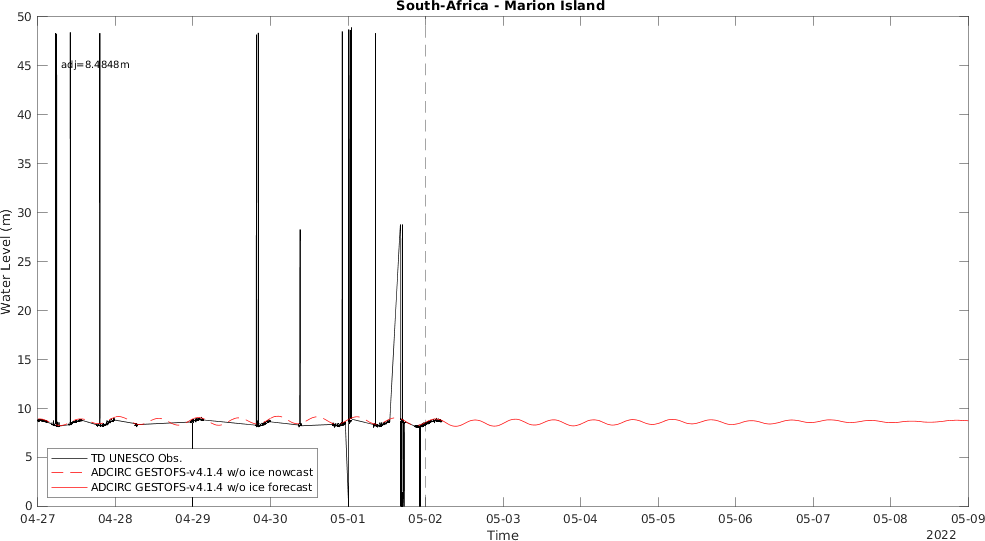 South-Africa - Marion Island
50
45
40
35
30
25
20
15
10
5
0
Water Level (m)
adj=8.4848m
TD UNESCO Obs.
ADCIRC GESTOFS-v4.1.4 w/o ice nowcast
ADCIRC GESTOFS-v4.1.4 w/o ice forecast
04-27 04-28 04-29 04-30 05-01 05-02 05-03 05-04 05-05 05-06 05-07 05-08 05-09
Time
2022